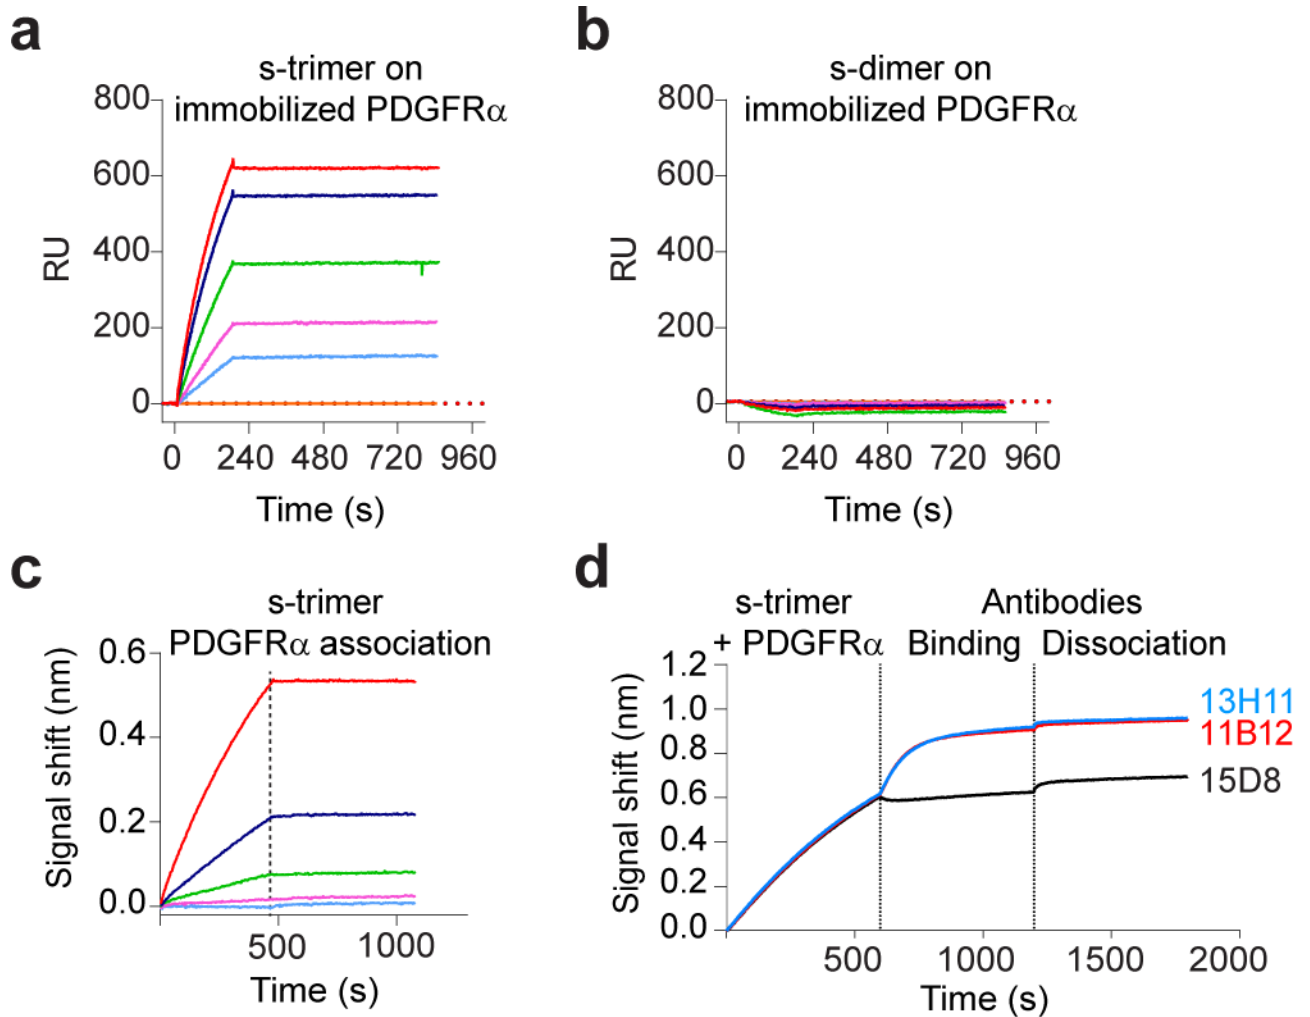 a
s-trimer on
immobilized PDGFRα
800
600
400
200
0
RU
0 240 480 720 960
Time (s)
b
s-dimer on
immobilized PDGFRα
800
600
400
200
0
RU
0 240 480 720 960
Time (s)
c
s-trimer
PDGFRα association
0.6
0.4
0.2
0.0
Signal shift (nm)
500 1000
Time (s)
d
s-trimer
+ PDGFRα
Antibodies
Binding Dissociation
1.2
1.0
0.8
0.6
0.4
0.2
0.0
Signal shift (nm)
13H11
11B12
15D8
500 1000 1500 2000
Time (s)